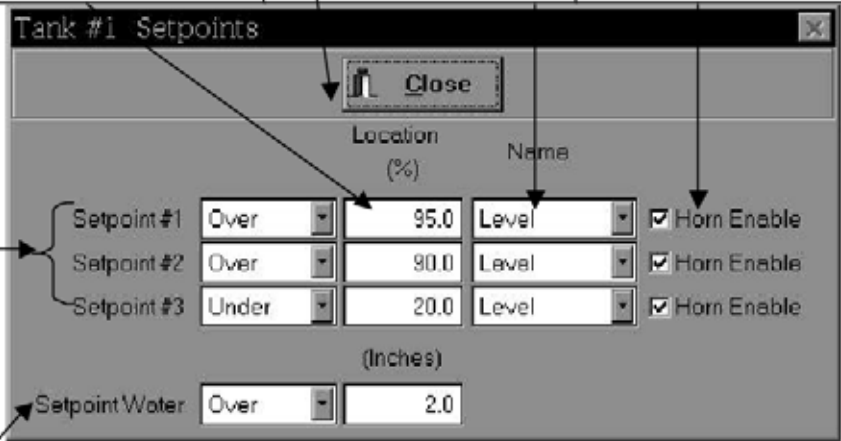 Tank #1 Setpoints
Close
Location
(%)
Name
Setpoint #1 Over 95.0 Level Horn Enable
Setpoint #2 Over 90.0 Level Horn Enable
Setpoint #3 Under 20.0 Level Horn Enable
(Inches)
Setpoint Water Over 2.0